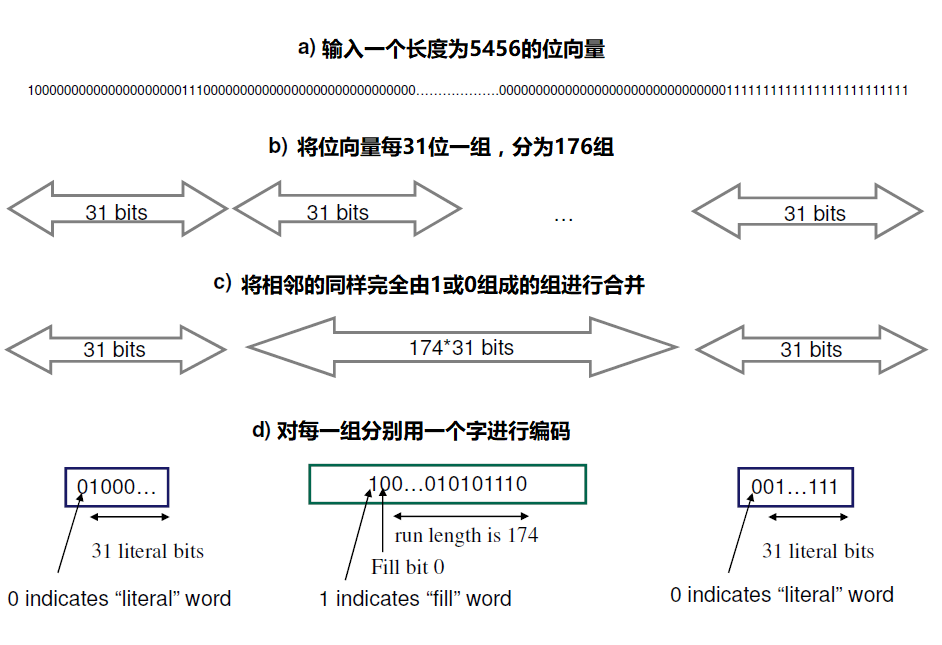 a) 输入一个长度为5456的位向量
10000000000000000000011100000000000000000000000000000………………00000000000000000000000000000001111111111111111111111111
b) 将位向量每31位一组，分为176组
31 bits 31 bits … 31 bits
c) 将相邻的同样完全由1或0组成的组进行合并
31 bits 174*31 bits 31 bits
d) 对每一组分别用一个字进行编码
01000… 100…010101110 001…111
31 literal bits run length is 174 31 literal bits
Fill bit 0
0 indicates “literal” word 1 indicates “fill” word 0 indicates “literal” word